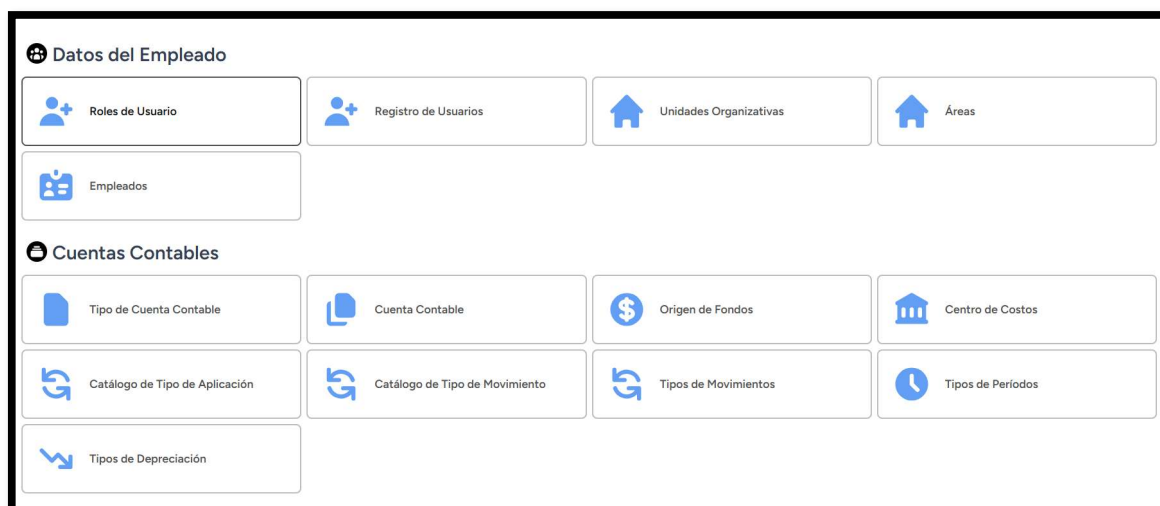 Datos del Empleado
Roles de Usuario
Registro de Usuarios
Unidades Organizativas
Áreas
Empleados
Cuentas Contables
Tipo de Cuenta Contable
Cuenta Contable
Origen de Fondos
Centro de Costos
Catálogo de Tipo de Aplicación
Catálogo de Tipo de Movimiento
Tipos de Movimientos
Tipos de Períodos
Tipos de Depreciación